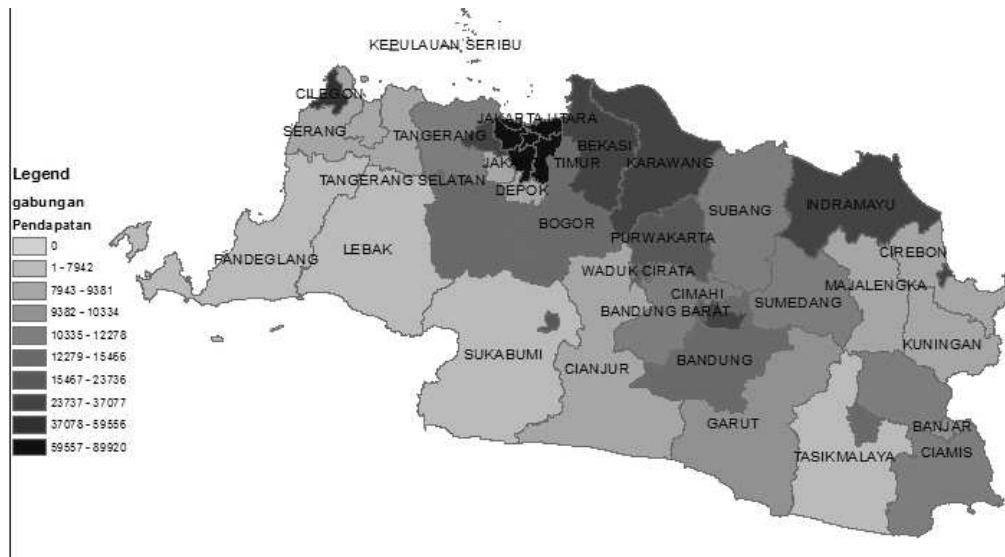 KEPULAUAN SERIBU
CILEGON
JAKARTA UTARA
SERANG
TANGERANG
BEKASI
JAKA
TIMUR
KARAWANG
TANGERANG SELATAN
DEPOK
BOGOR
SUBANG
INDRAMAYU
PURWAKARTA
PANDEGLANG
LEBAK
CIREBON
WADUK CIRATA
MAJALENGKA
CIMAHI
SUMEDANG
BANDUNG BARAT
KUNINGAN
SUKABUMI
CIANJUR
BANDUNG
GARUT
BANJAR
TASIKMALAYA
CIAMIS
Legend
gabungan
Pendapatan
0
1 - 7942
7943 - 9381
9382 - 10334
10335 - 12278
12279 - 15466
15467 - 23736
23737 - 37077
37078 - 59556
59557 - 89920